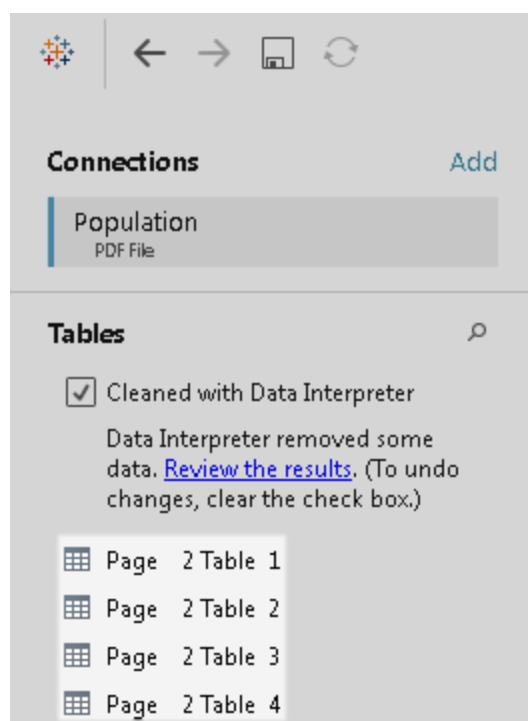 Connections Add
Population
PDF File
Tables
Cleaned with Data Interpreter
Data Interpreter removed some
data. Review the results. (To undo
changes, clear the check box.)
Page 2 Table 1
Page 2 Table 2
Page 2 Table 3
Page 2 Table 4